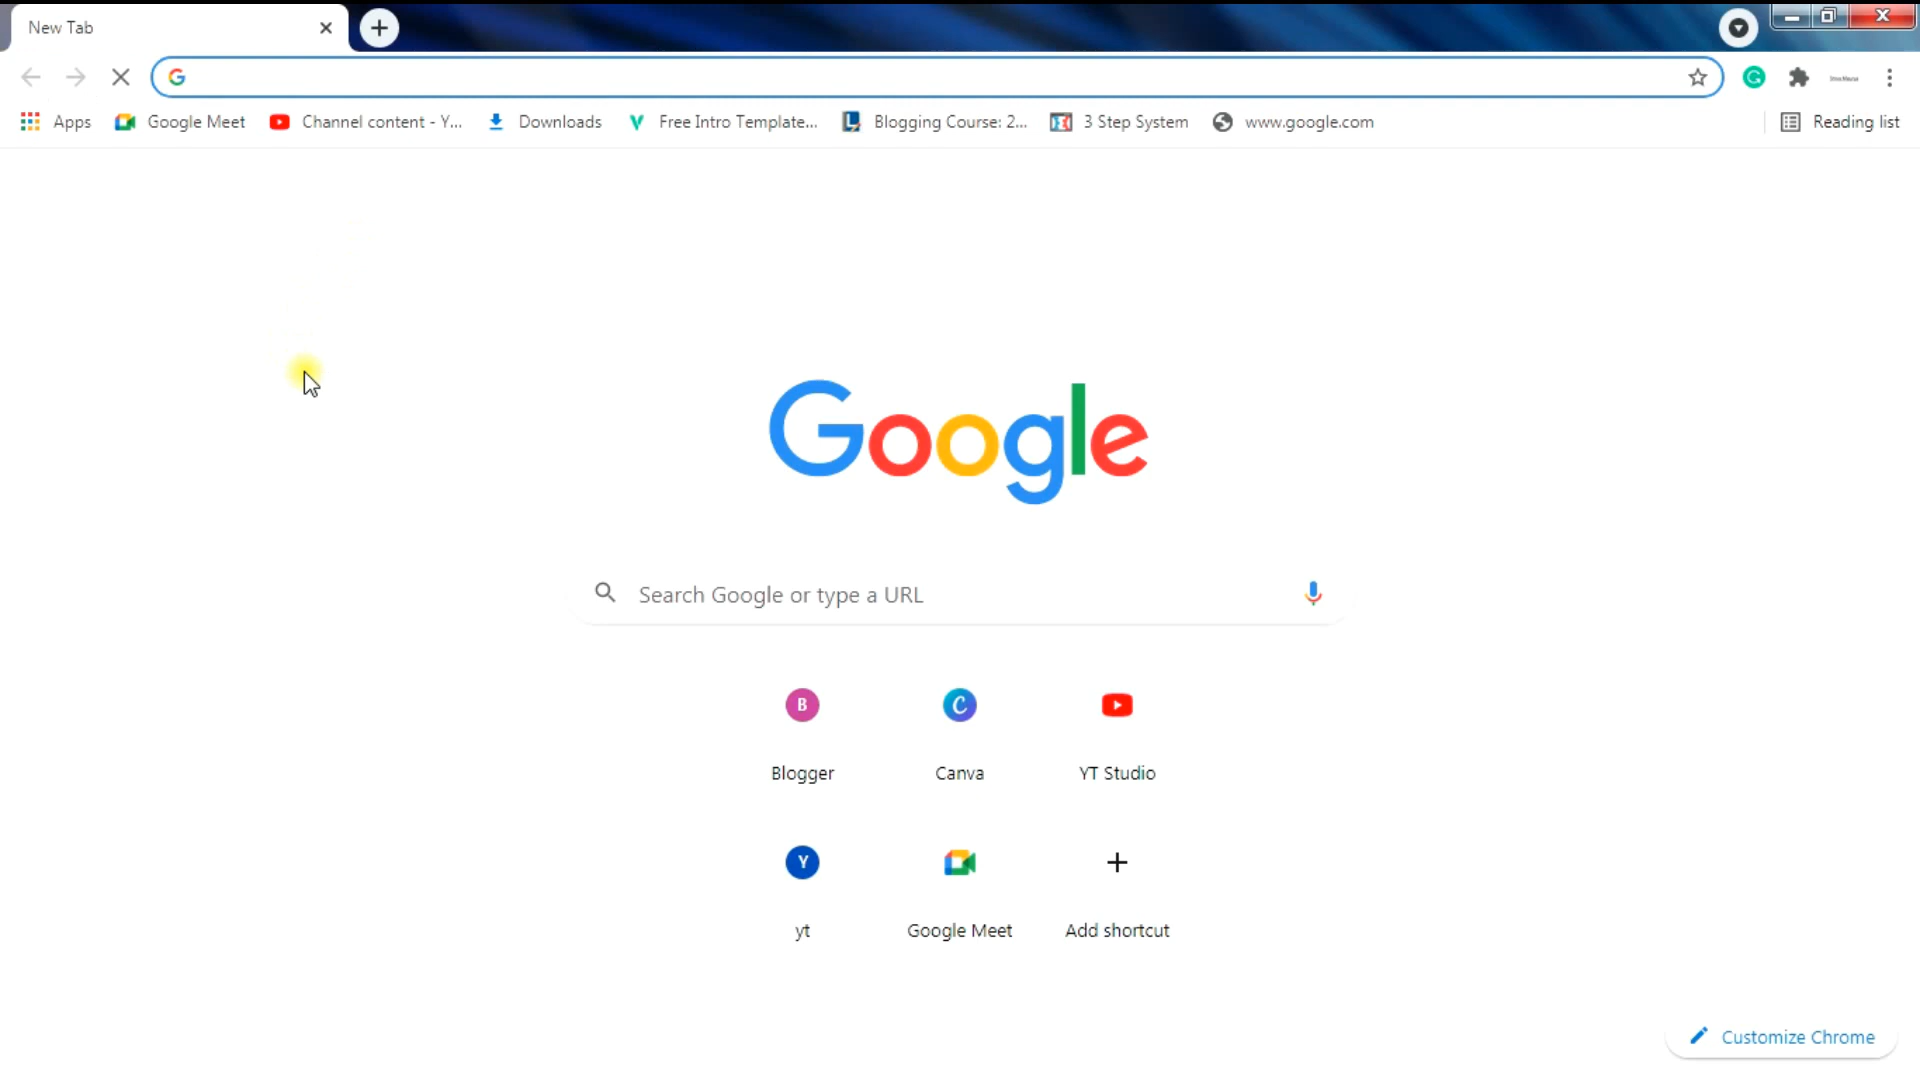 New Tab
Apps Google Meet Channel content - Y... Downloads Free Intro Template... Blogging Course: 2... 3 Step System www.google.com Reading list
Google
Search Google or type a URL
B C
Blogger Canva YT Studio
Y
yt Google Meet Add shortcut
Customize Chrome